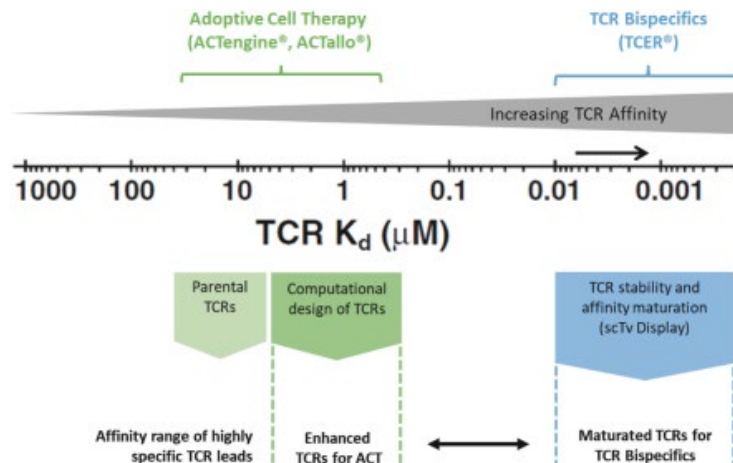 Adoptive Cell Therapy
(ACTengine®, ACTallo®)
TCR Bispecifics
(TCER®)
Increasing TCR Affinity
1000 100 10 1 0.1 0.01 0.001
TCR Kd (μM)
Parental
TCRs
Computational
design of TCRs
TCR stability and
affinity maturation
(scTv Display)
Affinity range of highly
specific TCR leads
Enhanced
TCRs for ACT
Maturated TCRs for
TCR Bispecifics